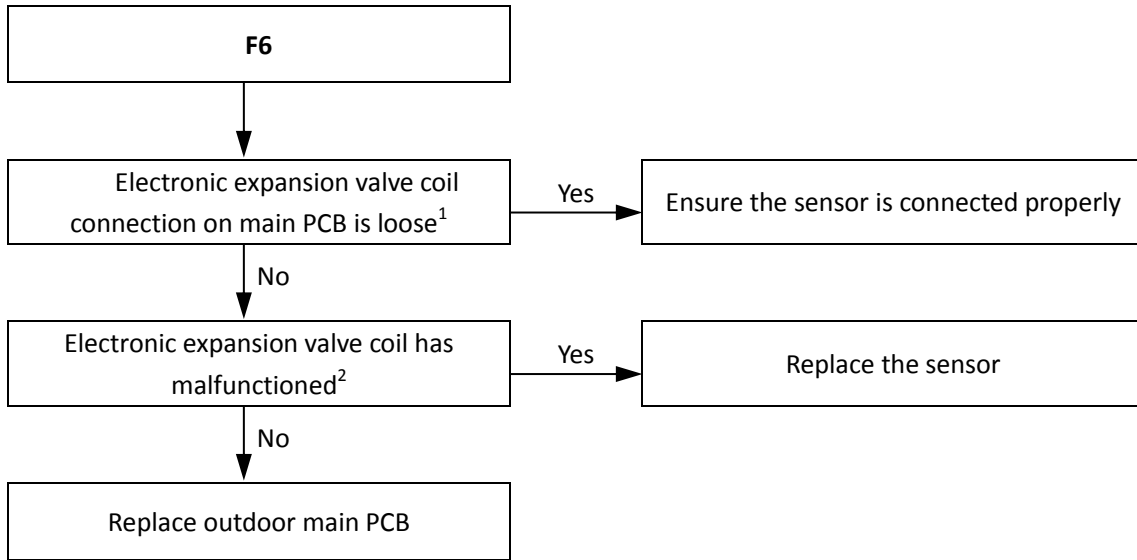 F6
Electronic expansion valve coil
connection on main PCB is loose¹
Yes
Ensure the sensor is connected properly
No
Electronic expansion valve coil has
malfunctioned²
Yes
Replace the sensor
No
Replace outdoor main PCB